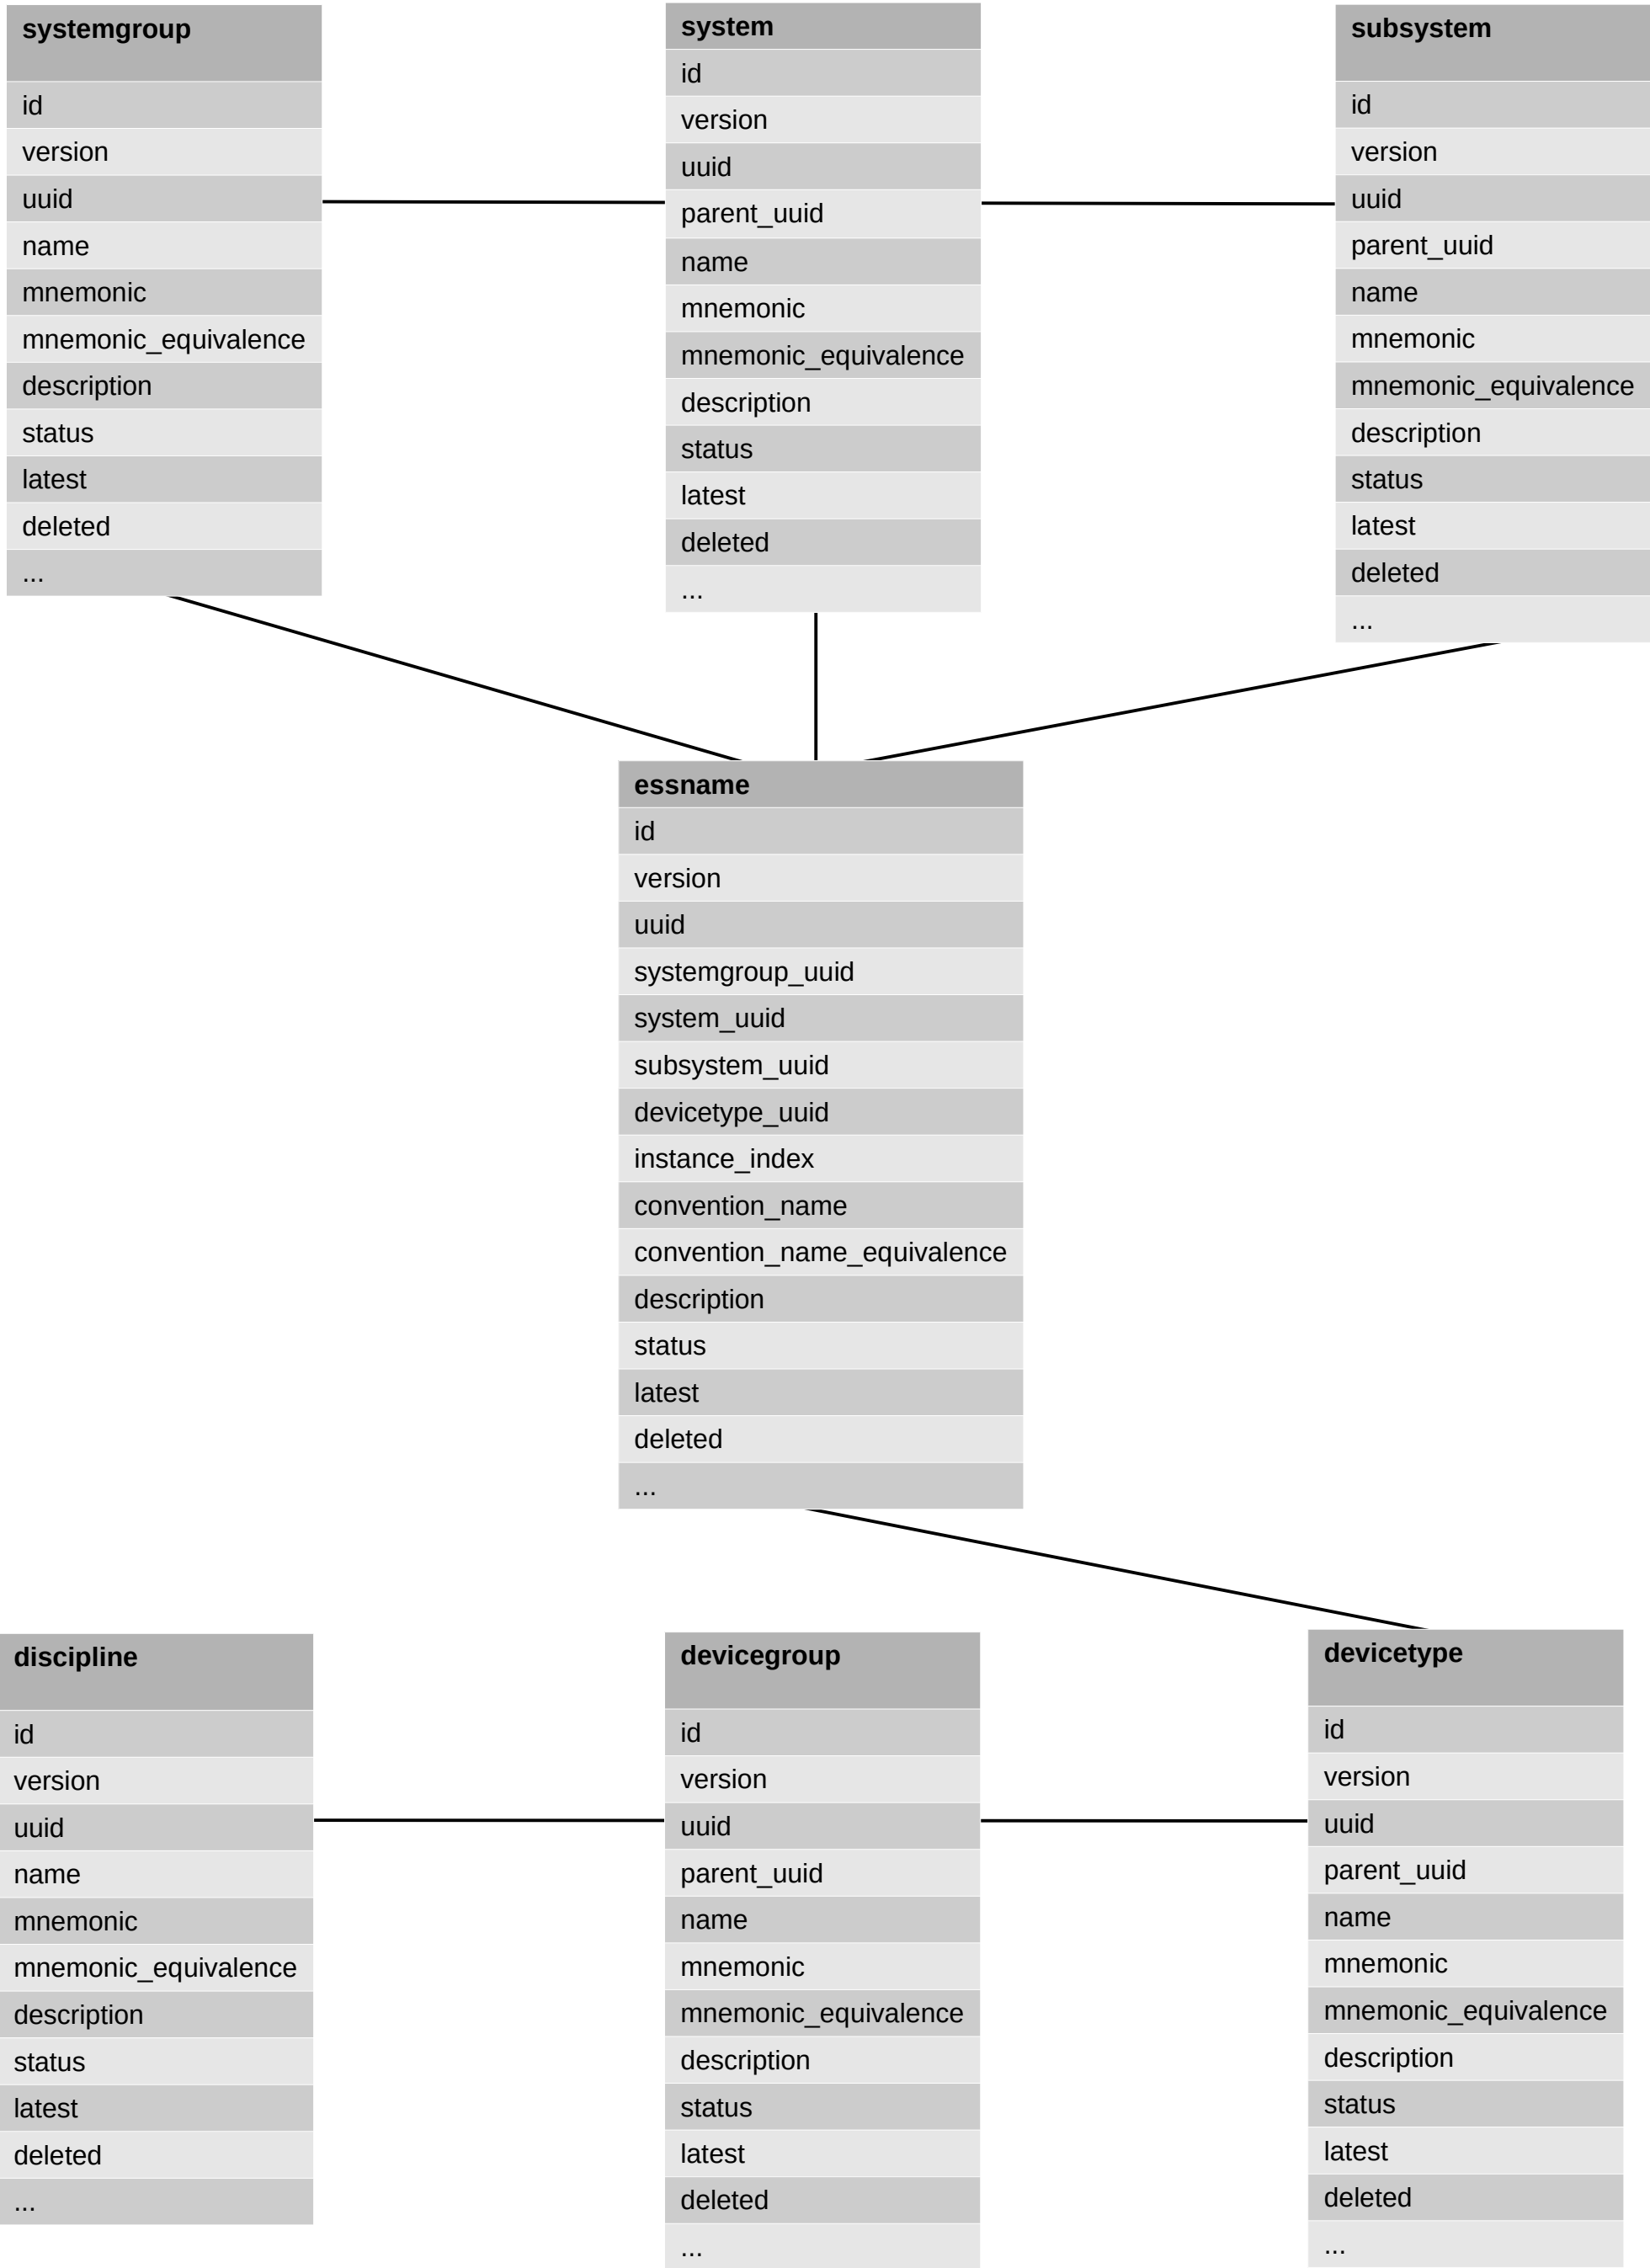 systemgroup
id
version
uuid
name
mnemonic
mnemonic_equivalence
description
status
latest
deleted
...
system
id
version
uuid
parent_uuid
name
mnemonic
mnemonic_equivalence
description
status
latest
deleted
...
subsystem
id
version
uuid
parent_uuid
name
mnemonic
mnemonic_equivalence
description
status
latest
deleted
...
essname
id
version
uuid
systemgroup_uuid
system_uuid
subsystem_uuid
devicetype_uuid
instance_index
convention_name
convention_name_equivalence
description
status
latest
deleted
...
discipline
id
version
uuid
name
mnemonic
mnemonic_equivalence
description
status
latest
deleted
...
devicegroup
id
version
uuid
parent_uuid
name
mnemonic
mnemonic_equivalence
description
status
latest
deleted
...
devicetype
id
version
uuid
parent_uuid
name
mnemonic
mnemonic_equivalence
description
status
latest
deleted
...